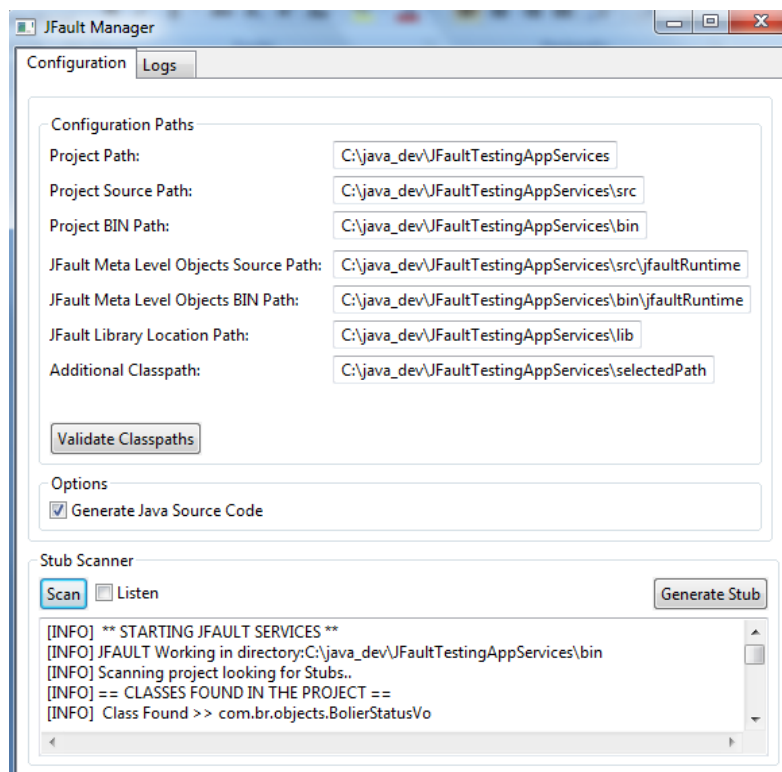 JFault Manager
Configuration Logs
Configuration Paths
Project Path: C:\java_dev\JFaultTestingAppServices
Project Source Path: C:\java_dev\JFaultTestingAppServices\src
Project BIN Path: C:\java_dev\JFaultTestingAppServices\bin
JFault Meta Level Objects Source Path: C:\java_dev\JFaultTestingAppServices\src\jfaultRuntime
JFault Meta Level Objects BIN Path: C:\java_dev\JFaultTestingAppServices\bin\jfaultRuntime
JFault Library Location Path: C:\java_dev\JFaultTestingAppServices\lib
Additional Classpath: C:\java_dev\JFaultTestingAppServices\selectedPath
Validate Classpaths
Options
Generate Java Source Code
Stub Scanner
Scan Listen Generate Stub
[INFO] ** STARTING JFAULT SERVICES **
[INFO] JFAULT Working in directory:C:\java_dev\JFaultTestingAppServices\bin
[INFO] Scanning project looking for Stubs..
[INFO] == CLASSES FOUND IN THE PROJECT ==
[INFO] Class Found >> com.br.objects.BolierStatusVo